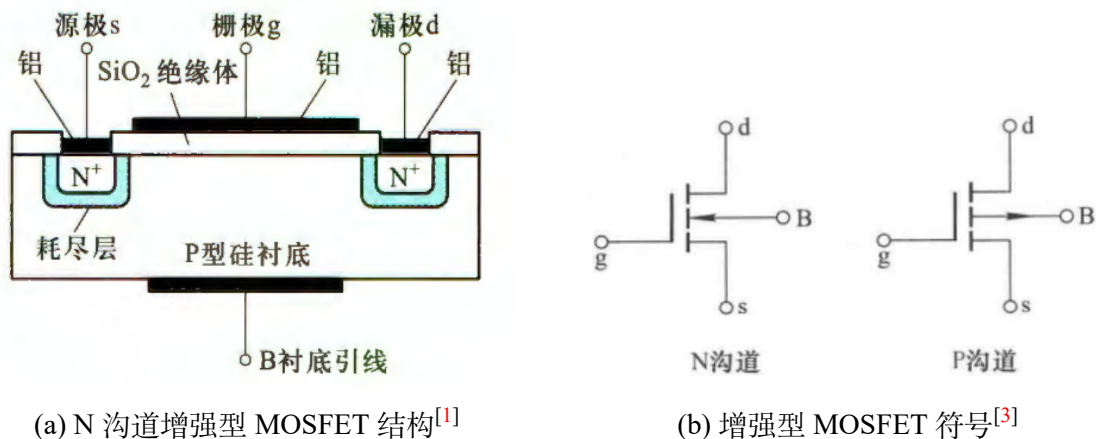 源极s 栅极g 漏极d
铝 SiO₂ 绝缘体 铝 铝
N⁺ N⁺
耗尽层 P型硅衬底
B衬底引线
(a) N 沟道增强型 MOSFET 结构[1]
d d
B B
g g
s s
N沟道 P沟道
(b) 增强型 MOSFET 符号[3]